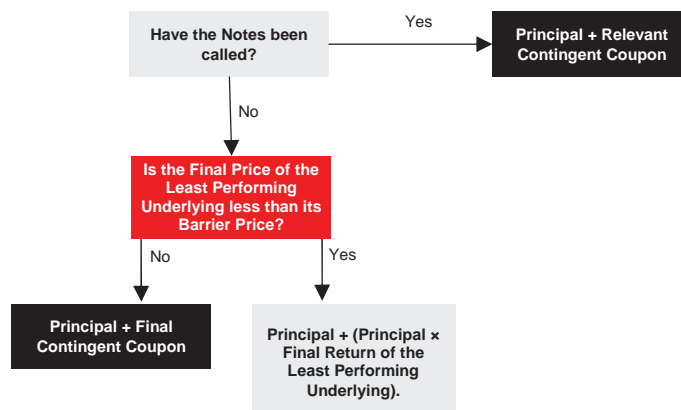 Have the Notes been
called?
Yes
Principal + Relevant
Contingent Coupon
No
Is the Final Price of the
Least Performing
Underlying less than its
Barrier Price?
No
Yes
Principal + Final
Contingent Coupon
Principal + (Principal ×
Final Return of the
Least Performing
Underlying).